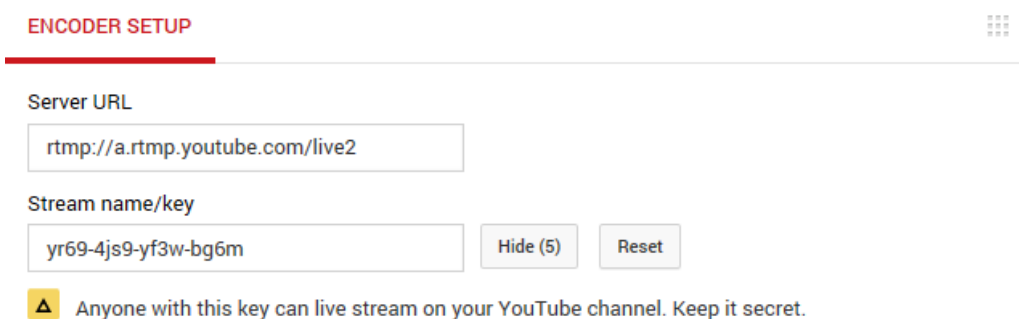 ENCODER SETUP
Server URL
rtmp://a.rtmp.youtube.com/live2
Stream name/key
yr69-4js9-yf3w-bg6m Hide (5) Reset
Anyone with this key can live stream on your YouTube channel. Keep it secret.